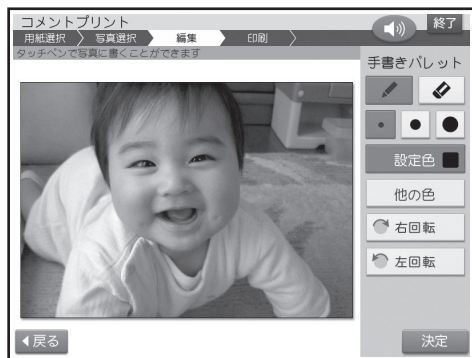 コメントプリント
終了
用紙選択 写真選択 編集 印刷
タッチペンで写真に書くことができます
手書きパレット
設定色
他の色
右回転
左回転
戻る
決定